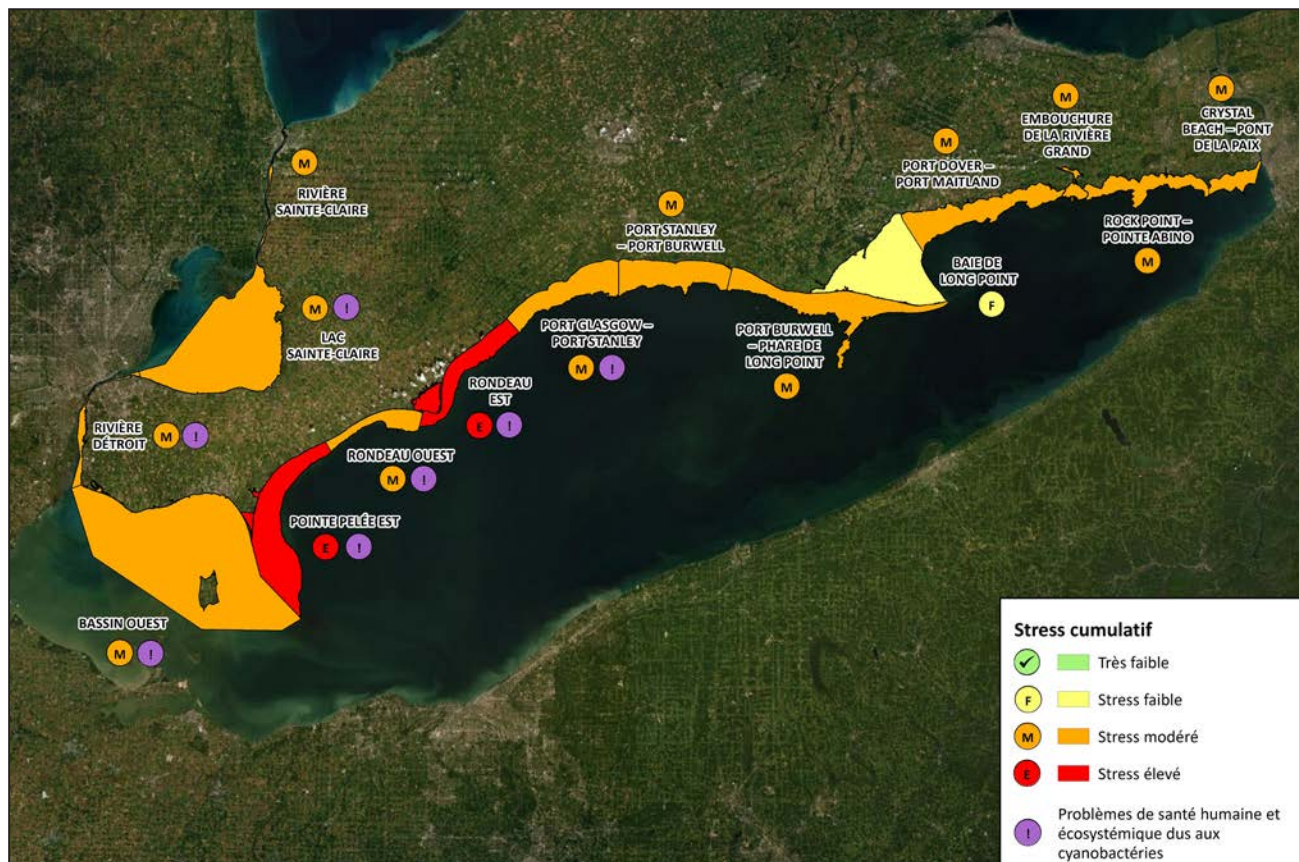 M
EMBOUCHURE
DE LA RIVIÈRE
GRAND
M
CRYSTAL
BEACH – PONT
DE LA PAIX
M
PORT DOVER –
PORT MAITLAND
M
RIVIÈRE
SAINTE-CLAIRE
M
PORT STANLEY
– PORT BURWELL
ROCK POINT –
POINTE ABINO
M
BAIE DE
LONG POINT
F
M !
LAC
SAINTE-CLAIRE
PORT GLASGOW –
PORT STANLEY
M !
PORT BURWELL
– PHARE DE
LONG POINT
M
RONDEAU
EST
E !
RIVIÈRE
DÉTROIT
M !
RONDEAU OUEST
M !
POINTE PELÉE EST
E !
BASSIN OUEST
M !
Stress cumulatif
✓ Très faible
F Stress faible
M Stress modéré
E Stress élevé
! Problèmes de santé humaine et
écosystémique dus aux
cyanobactéries